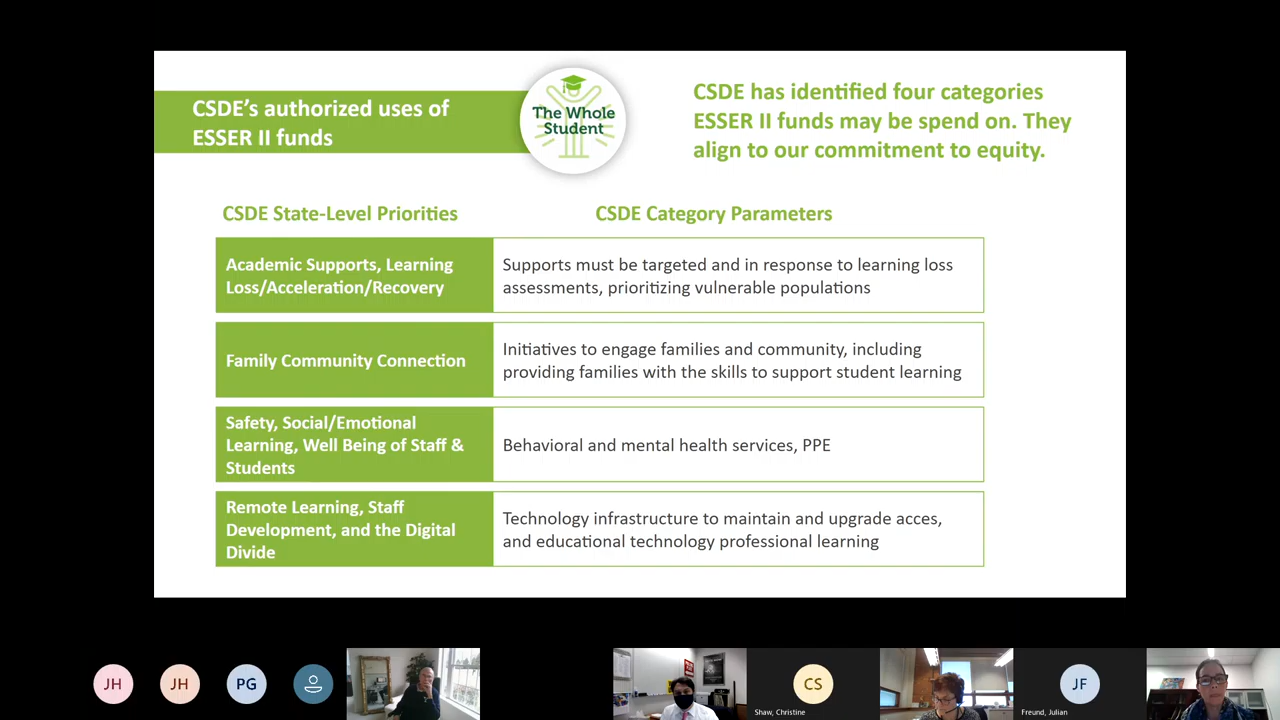 CSDE's authorized uses of
ESSER II funds
The Whole
Student
CSDE has identified four categories
ESSER II funds may be spend on. They
align to our commitment to equity.
CSDE State-Level Priorities
CSDE Category Parameters
Academic Supports, Learning
Loss/Acceleration/Recovery
Supports must be targeted and in response to learning loss
assessments, prioritizing vulnerable populations
Family Community Connection
Initiatives to engage families and community, including
providing families with the skills to support student learning
Safety, Social/Emotional
Learning, Well Being of Staff &
Students
Behavioral and mental health services, PPE
Remote Learning, Staff
Development, and the Digital
Divide
Technology infrastructure to maintain and upgrade acces,
and educational technology professional learning
JH
JH
PG
CS
JF
Shaw, Christine
Freund, Julian